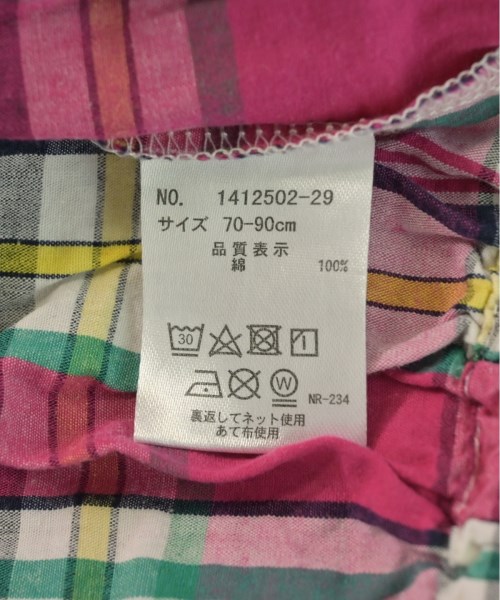 NO. 1412502-29
サイズ 70-90cm
品質表示
綿 100%
30
W NR-234
裏返してネット使用
あて布使用